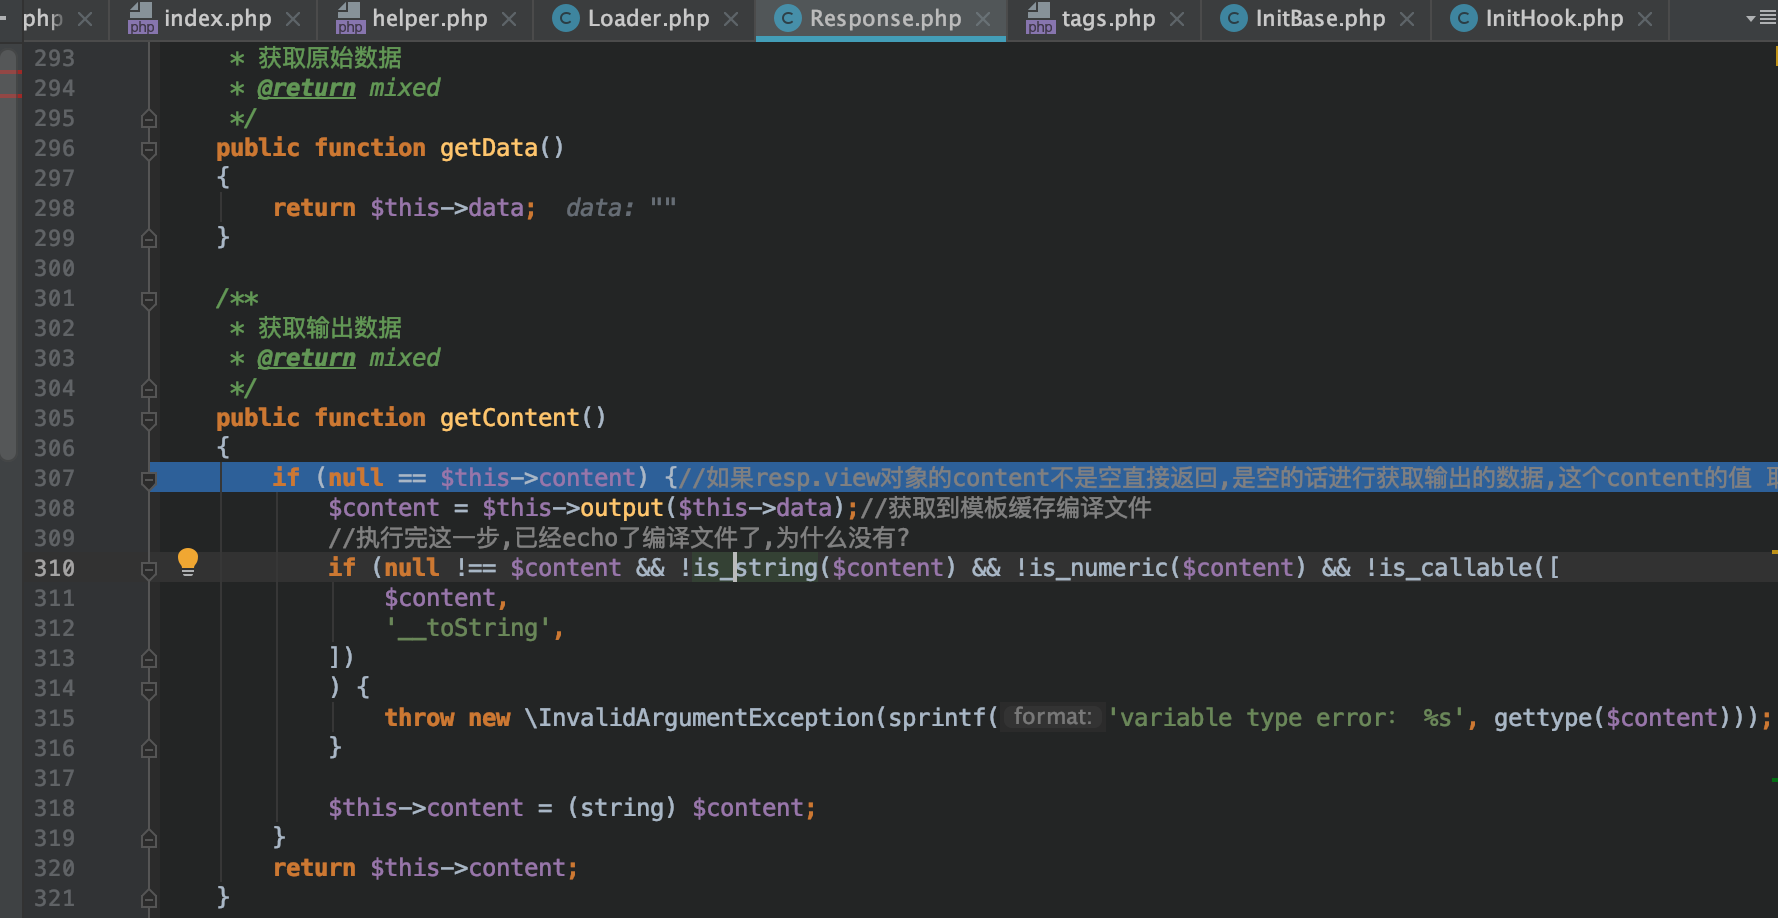 php
index.php
helper.php
Loader.php
Response.php
tags.php
InitBase.php
InitHook.php
293 * 获取原始数据
294 * @return mixed
295 */
296 public function getData()
297 {
298 return $this->data; data: ""
299 }
300
301 /**
302 * 获取输出数据
303 * @return mixed
304 */
305 public function getContent()
306 {
307 if (null == $this->content) {//如果resp.view对象的content不是空直接返回,是空的话进行获取输出的数据,这个content的值
308 $content = $this->output($this->data);//获取到模板缓存编译文件
309 //执行完这一步,已经echo了编译文件了,为什么没有?
310 if (null !== $content && !is_string($content) && !is_numeric($content) && !is_callable([
311 $content,
312 '__toString',
313 ])
314 ) {
315 throw new \InvalidArgumentException(sprintf( format: 'variable type error: %s', gettype($content)));
316 }
317
318 $this->content = (string) $content;
319 }
320 return $this->content;
321 }